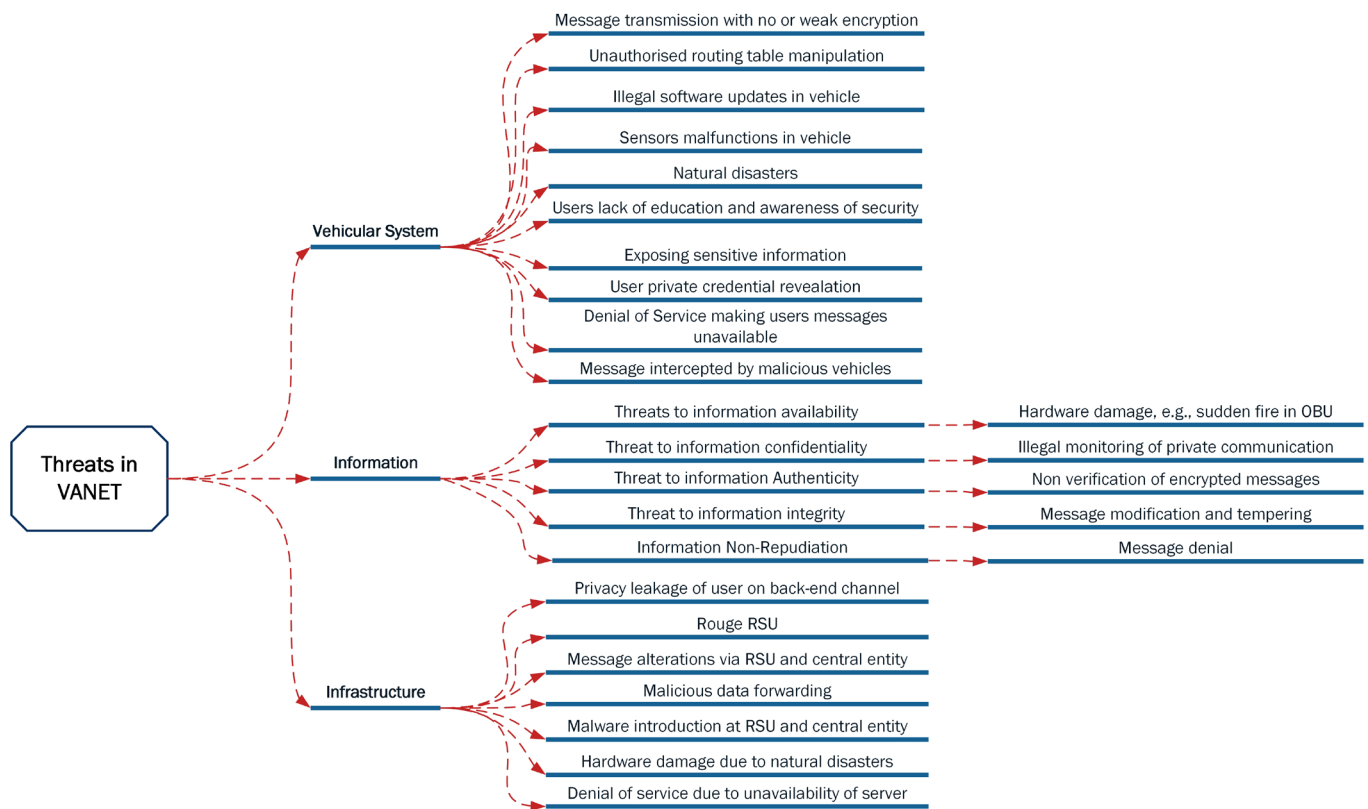 Threats in
VANET
Vehicular System
Message transmission with no or weak encryption
Unauthorised routing table manipulation
Illegal software updates in vehicle
Sensors malfunctions in vehicle
Natural disasters
Users lack of education and awareness of security
Exposing sensitive information
User private credential revealation
Denial of Service making users messages
unavailable
Message intercepted by malicious vehicles
Information
Threats to information availability
Hardware damage, e.g., sudden fire in OBU
Threat to information confidentiality
Illegal monitoring of private communication
Threat to information Authenticity
Non verification of encrypted messages
Threat to information integrity
Message modification and tempering
Information Non-Repudiation
Message denial
Infrastructure
Privacy leakage of user on back-end channel
Rouge RSU
Message alterations via RSU and central entity
Malicious data forwarding
Malware introduction at RSU and central entity
Hardware damage due to natural disasters
Denial of service due to unavailability of server